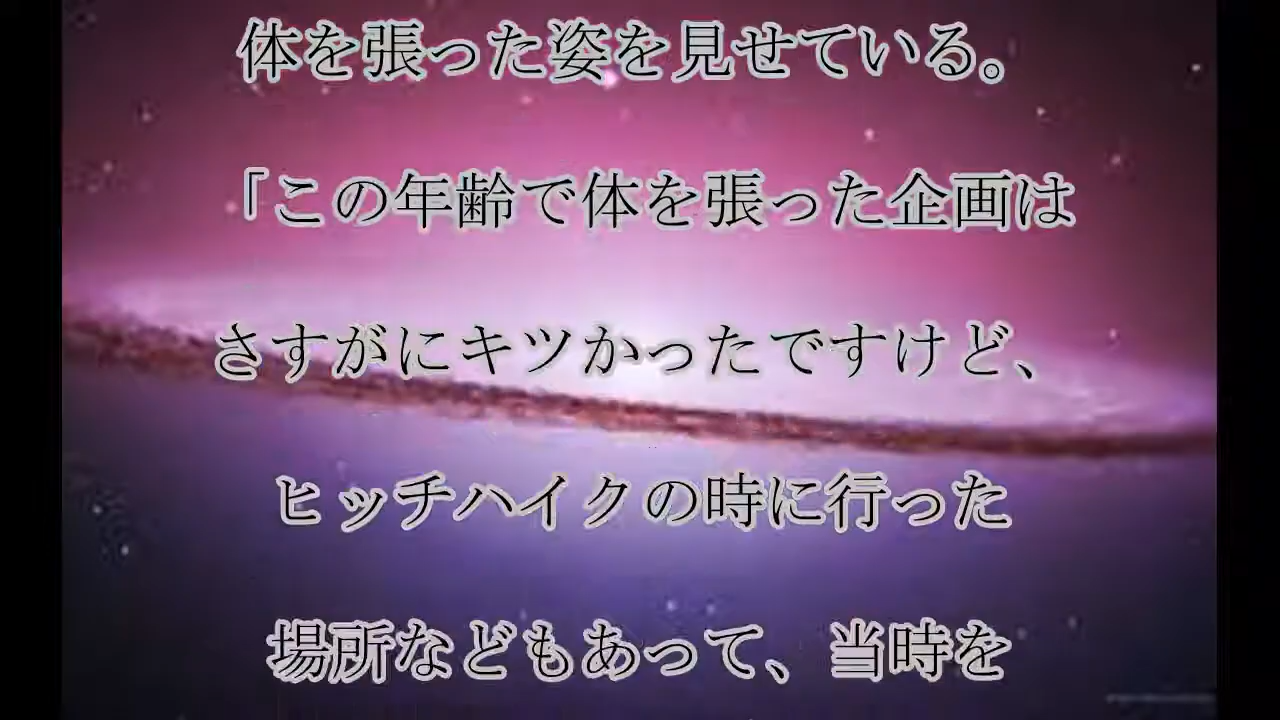 体を張った姿を見せている。
「この年齢で体を張った企画は
さすがにキツかったですけど、
ヒッチハイクの時に行った
場所などもあって、当時を